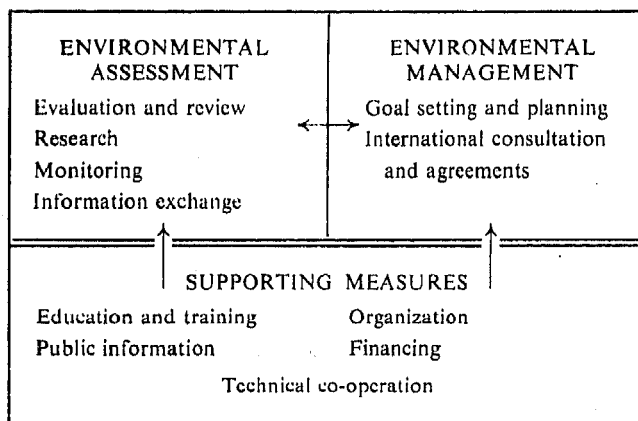 ENVIRONMENTAL
ASSESSMENT
Evaluation and review
Research
Monitoring
Information exchange
ENVIRONMENTAL
MANAGEMENT
Goal setting and planning
International consultation
and agreements
SUPPORTING MEASURES
Education and training
Public information
Organization
Financing
Technical co-operation